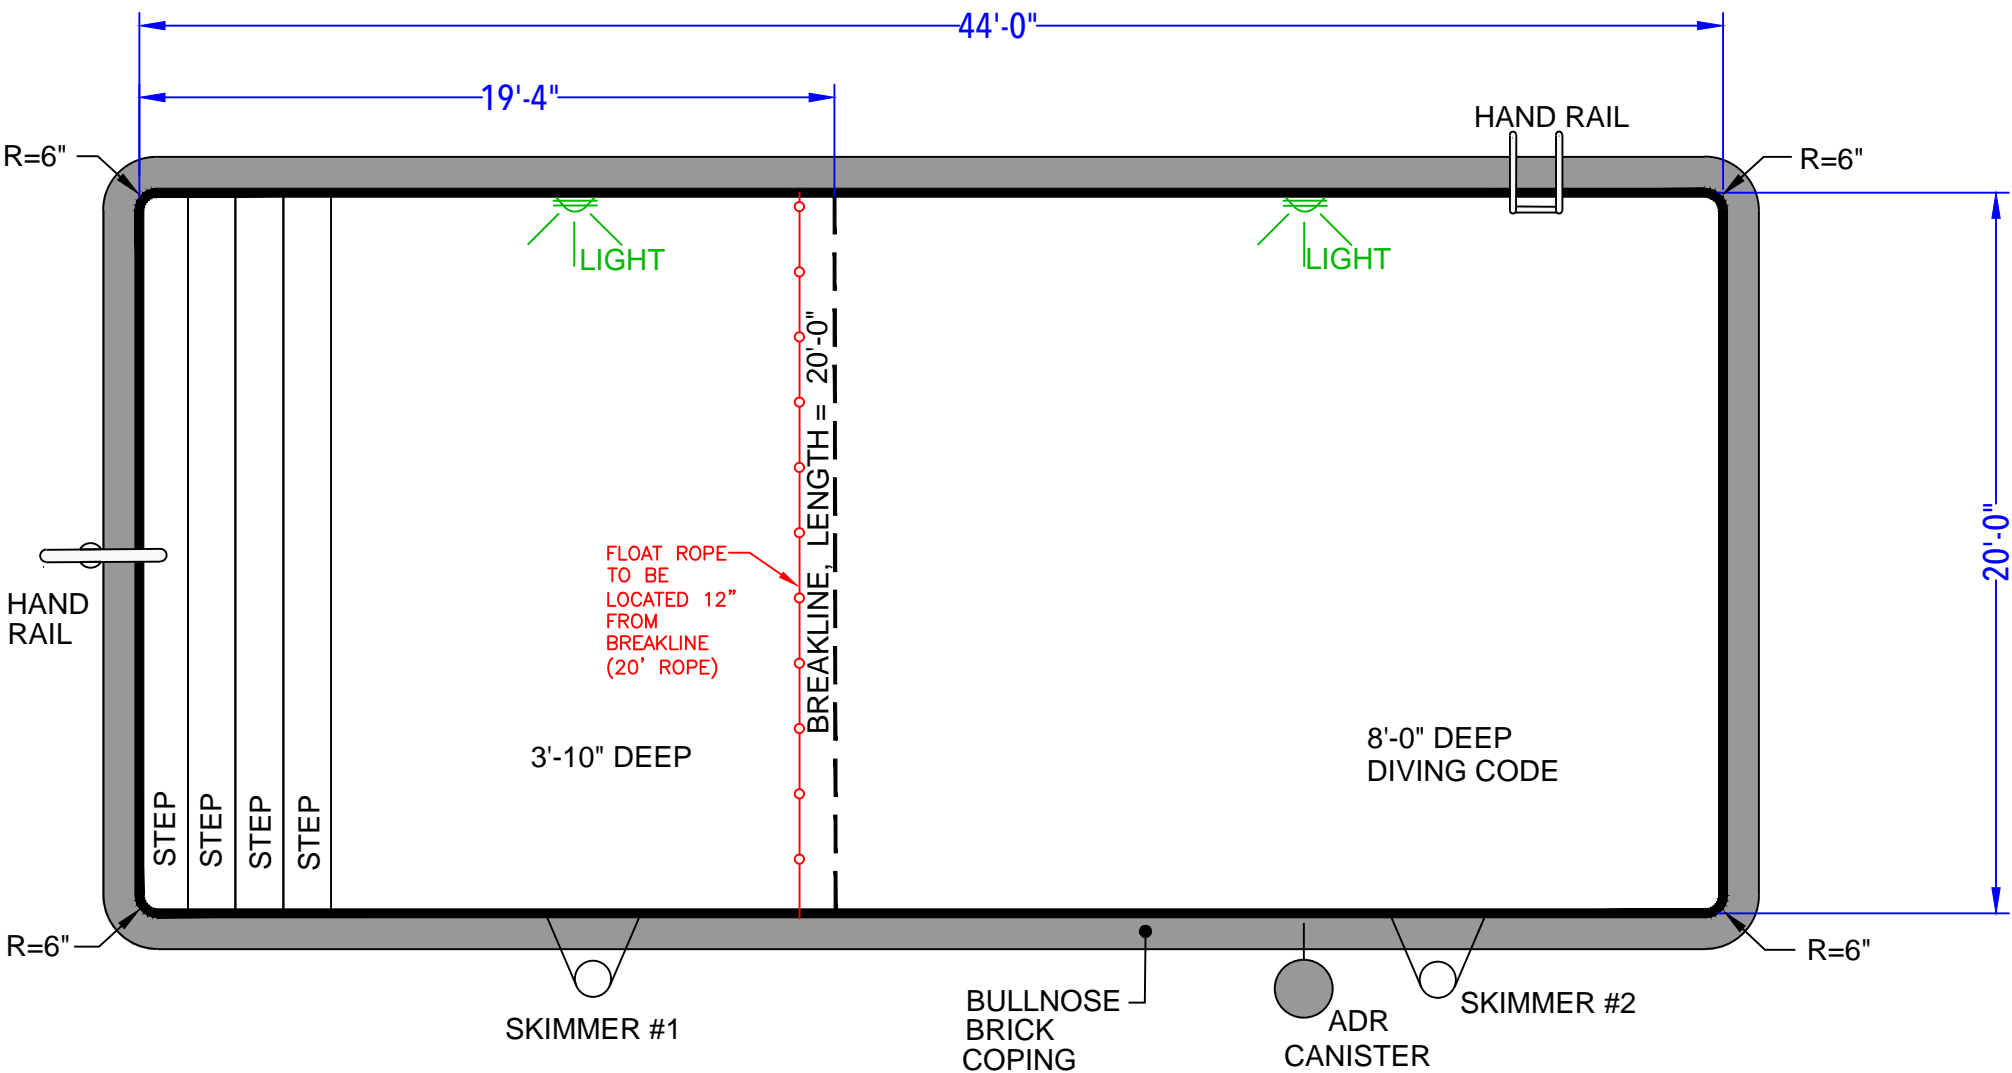 44'-0"
19'-4"
HAND RAIL
R=6"
R=6"
LIGHT
LIGHT
BREAKLINE, LENGTH = 20'-0"
20'-0"
FLOAT ROPE
TO BE
LOCATED 12"
FROM
BREAKLINE
(20' ROPE)
HAND
RAIL
3'-10" DEEP
8'-0" DEEP
DIVING CODE
STEP
STEP
STEP
STEP
R=6"
R=6"
SKIMMER #1
BULLNOSE
BRICK
COPING
ADR
CANISTER
SKIMMER #2